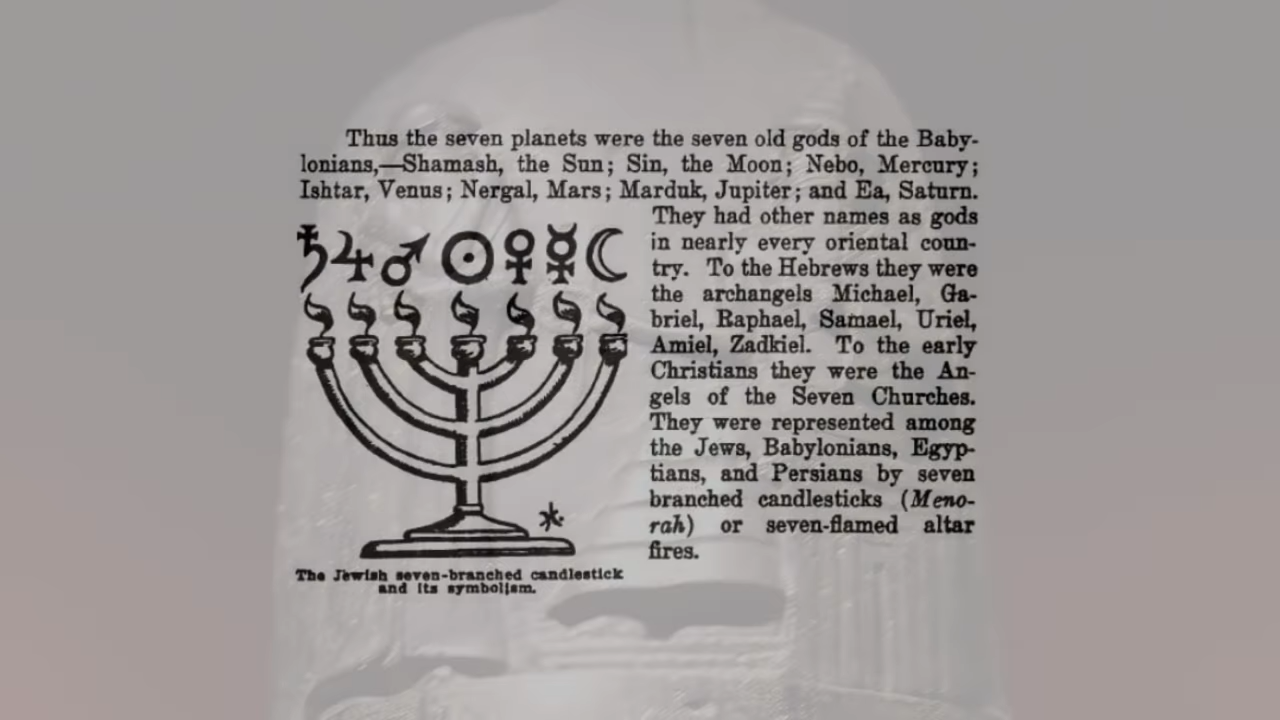 Thus the seven planets were the seven old gods of the Baby-
lonians,—Shamash, the Sun; Sin, the Moon; Nebo, Mercury;
Ishtar, Venus; Nergal, Mars; Marduk, Jupiter; and Ea, Saturn.
They had other names as gods
in nearly every oriental coun-
try. To the Hebrews they were
the archangels Michael, Ga-
briel, Raphael, Samael, Uriel,
Amiel, Zadkiel. To the early
Christians they were the An-
gels of the Seven Churches.
They were represented among
the Jews, Babylonians, Egyp-
tians, and Persians by seven
branched candlesticks (Meno-
rah) or seven-flamed altar
fires.
♄ ♃ ♂ ☉ ♀ ☿ ☾
The Jewish seven-branched candlestick
and its symbolism.